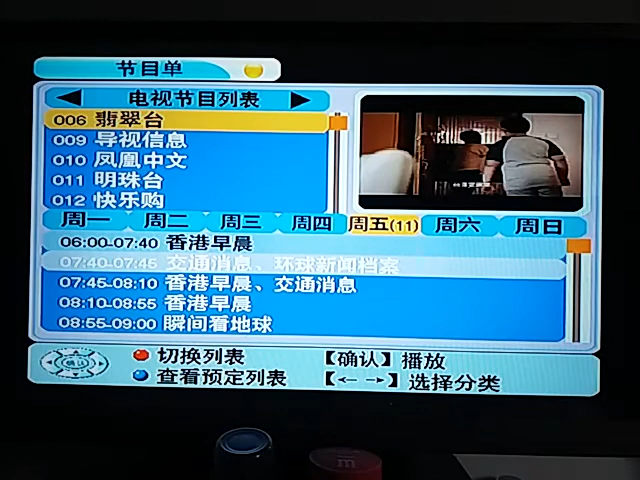 节目单
电视节目列表
006 翡翠台
009 导视信息
010 凤凰中文
011 明珠台
012 快乐购
周一 周二 周三 周四 周五(11) 周六 周日
06:00-07:40 香港早晨
07:40-07:45 交通消息、环球新闻档案
07:45-08:10 香港早晨、交通消息
08:10-08:55 香港早晨
08:55-09:00 瞬间看地球
确认 切换列表 【确认】播放
查看预定列表 【←→】选择分类
m